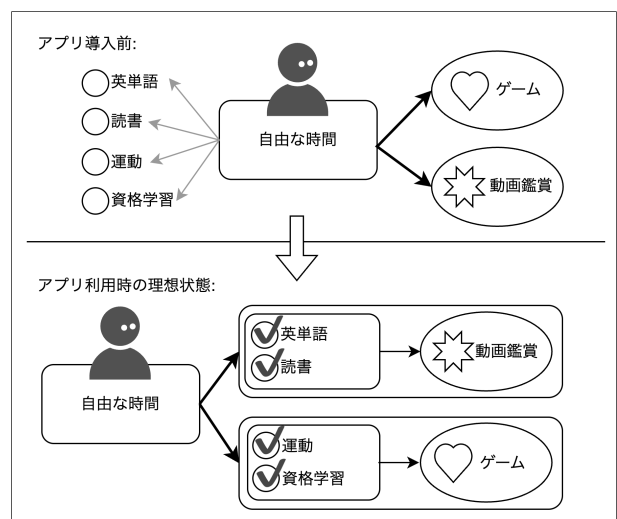 アプリ導入前:
英単語
読書
運動
資格学習
自由な時間
ゲーム
動画鑑賞
アプリ利用時の理想状態:
自由な時間
英単語
読書
動画鑑賞
運動
資格学習
ゲーム